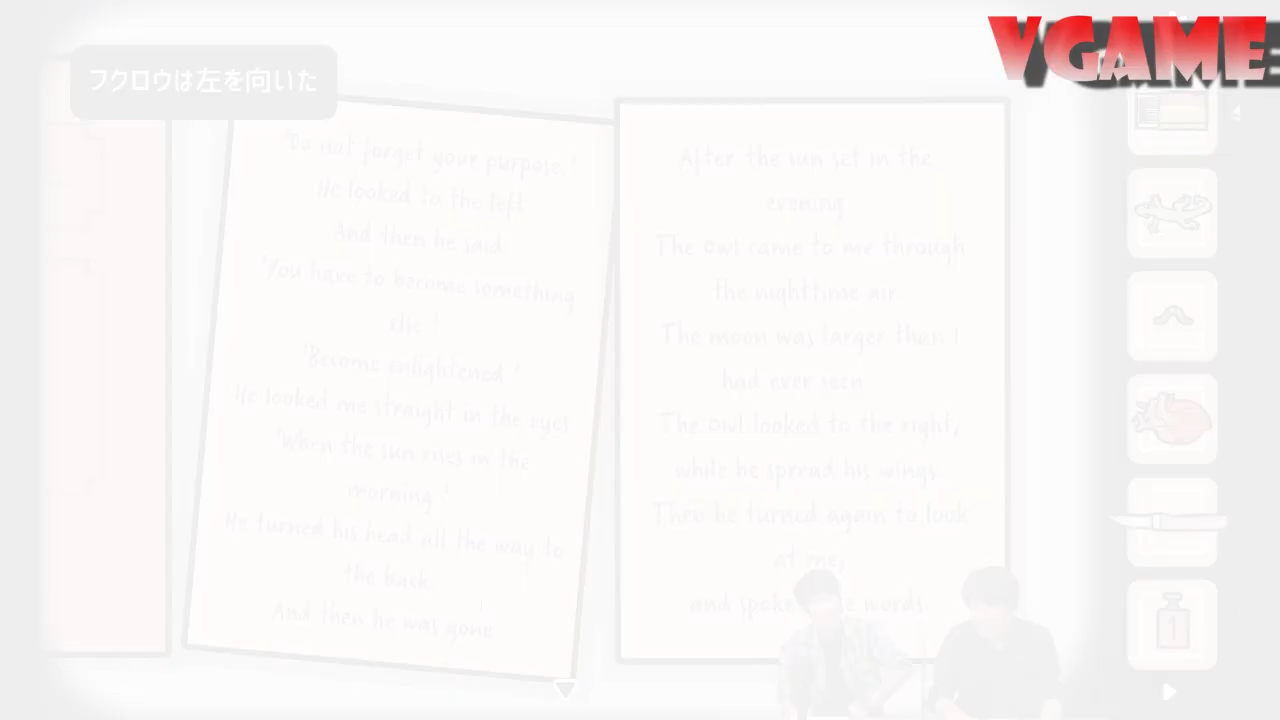 VGAME
フクロウは左を向いた
'Do not forget your purpose.'
He looked to the left
And then he said:
'You have to become something
else.'
'Become enlightened.'
He looked me straight in the eyes
'When the sun rises in the
morning.'
He turned his head all the way to
the back.
And then he was gone
After the sun set in the
evening
The Owl came to me through
the nighttime air.
The moon was larger than I
had ever seen
The Owl looked to the right,
while he spread his wings.
Then he turned again to look
at me,
and spoke words
1